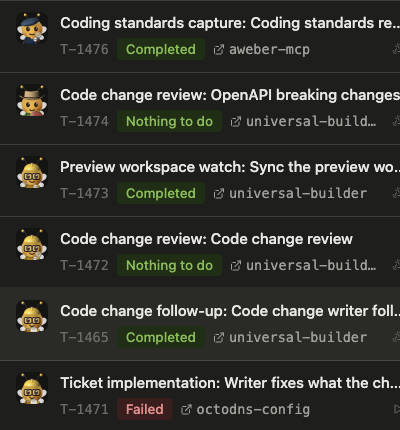 Coding standards capture: Coding standards re...
T-1476 Completed aweber-mcp
Code change review: OpenAPI breaking changes
T-1474 Nothing to do universal-build...
Preview workspace watch: Sync the preview wo...
T-1473 Completed universal-builder
Code change review: Code change review
T-1472 Nothing to do universal-build...
Code change follow-up: Code change writer foll...
T-1465 Completed universal-builder
Ticket implementation: Writer fixes what the ch...
T-1471 Failed octodns-config